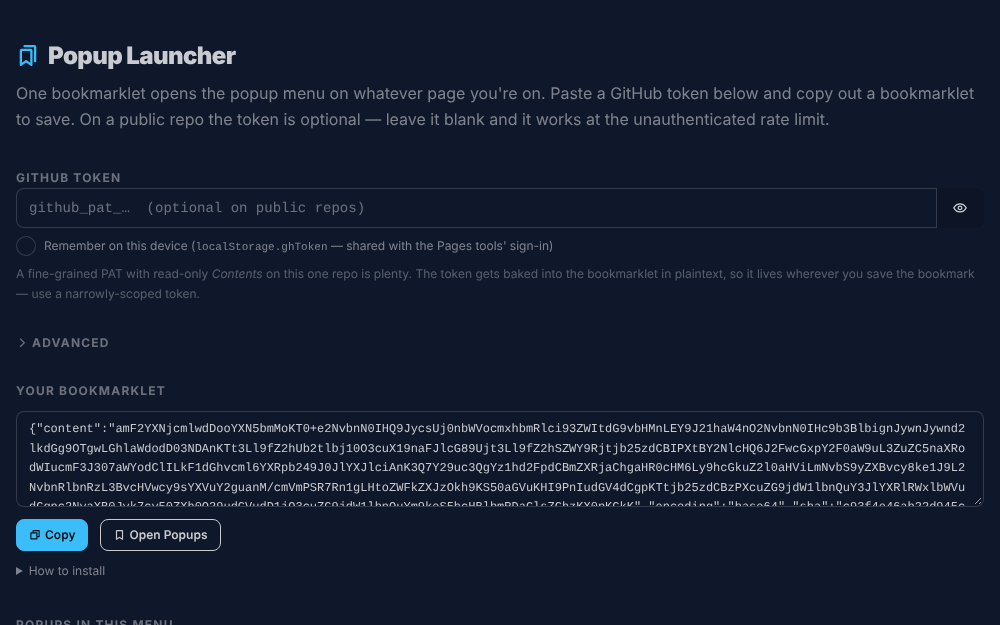 Popup Launcher
One bookmarklet opens the popup menu on whatever page you're on. Paste a GitHub token below and copy out a bookmarklet
to save. On a public repo the token is optional — leave it blank and it works at the unauthenticated rate limit.
GITHUB TOKEN
github_pat_… (optional on public repos)
Remember on this device (localStorage.ghToken — shared with the Pages tools' sign-in)
A fine-grained PAT with read-only Contents on this one repo is plenty. The token gets baked into the bookmarklet in plaintext, so it lives wherever you save the bookmark
— use a narrowly-scoped token.
ADVANCED
YOUR BOOKMARKLET
{"content":"amF2YXNjcmlwdDooYXN5bmMoKT0+e2NvbnN0IHQ9JycsUj0nbWVocmxhbmRlci93ZWItdG9vbHMnLEY9J21haW4nO2NvbnN0IHc9b3BlbignJywnJywnd2
lkdGg9OTgwLGhlaWdodD03NDAnKTt3Ll9fZ2hUb2tlbj10O3cuX19naFJlcG89Ujt3Ll9fZ2hSZWY9Rjtjb25zdCBIPXtBY2NlcHQ6J2FwcGxpY2F0aW9uL3ZuZC5naXRo
dWIucmF3J307aWYodClILkF1dGhvcml6YXRpb249J0JlYXJlciAnK3Q7Y29uc3QgYz1hd2FpdCBmZXRjaChgaHR0cHM6Ly9hcGkuZ2l0aHViLmNvbS9yZXBvcy8ke1J9L2
NvbnRlbnRzL3BvcHVwcy9sYXVuY2guanM/cmVmPSR7Rn1gLHtoZWFkZXJzOkh9KS50aGVuKHI9PnIudGV4dCgpKTtjb25zdCBzPXcuZG9jdW1lbnQuY3JlYXRlRWxlbWVu
Copy
Open Popups
How to install
POPUPS IN THIS MENU